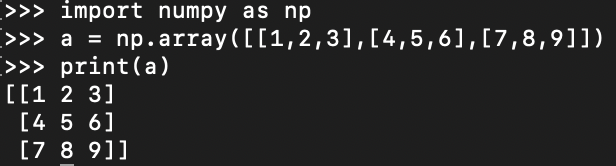 >>> import numpy as np
>>> a = np.array([[1,2,3],[4,5,6],[7,8,9]])
>>> print(a)
[[1 2 3]
 [4 5 6]
 [7 8 9]]